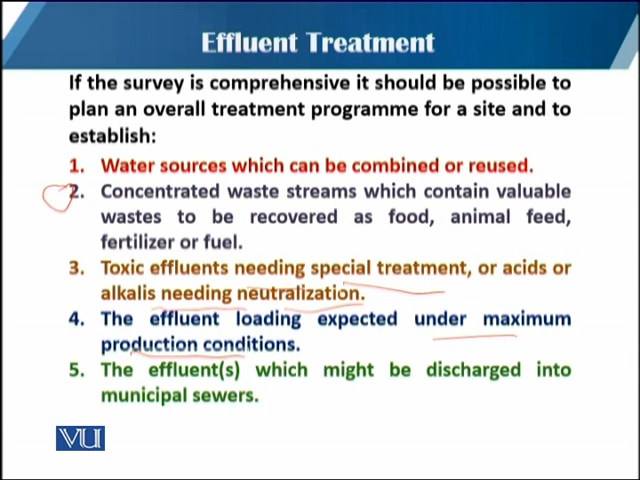 Effluent Treatment
If the survey is comprehensive it should be possible to
plan an overall treatment programme for a site and to
establish:
1. Water sources which can be combined or reused.
2. Concentrated waste streams which contain valuable
wastes to be recovered as food, animal feed,
fertilizer or fuel.
3. Toxic effluents needing special treatment, or acids or
alkalis needing neutralization.
4. The effluent loading expected under maximum
production conditions.
5. The effluent(s) which might be discharged into
municipal sewers.
VU